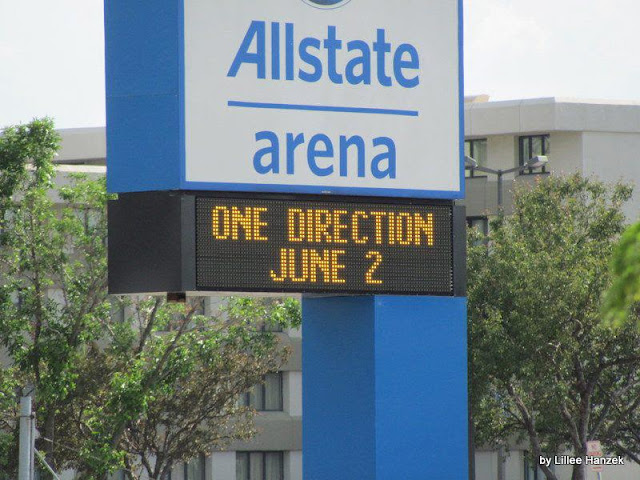 Allstate
arena
ONE DIRECTION
JUNE 2
by Lillee Hanzek